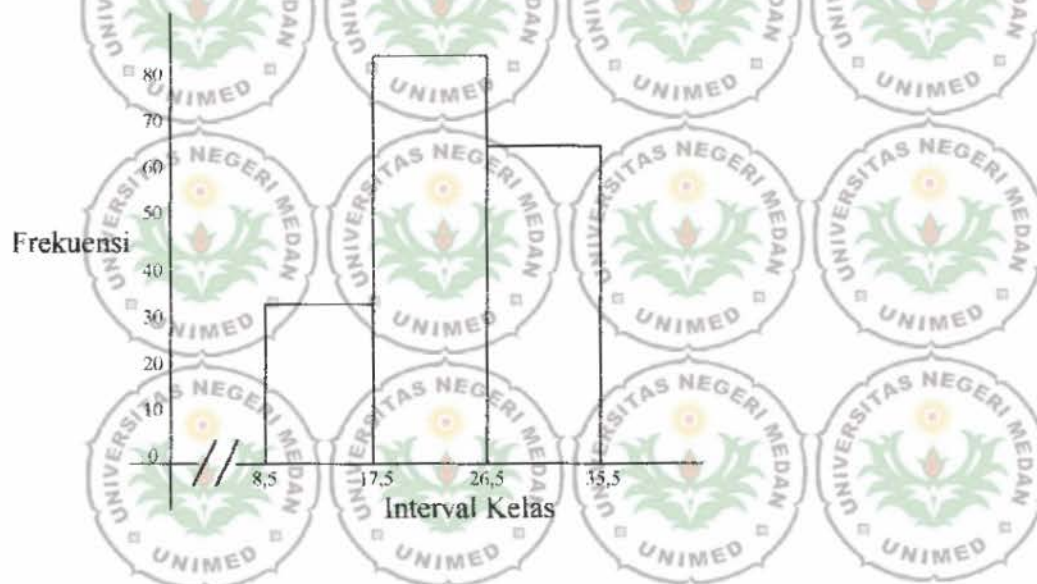 80
70
60
50
Frekuensi
40
30
20
10
0
8,5 17,5 26,5 35,5
Interval Kelas
UNIVERSITAS NEGERI MEDAN
UNIMED